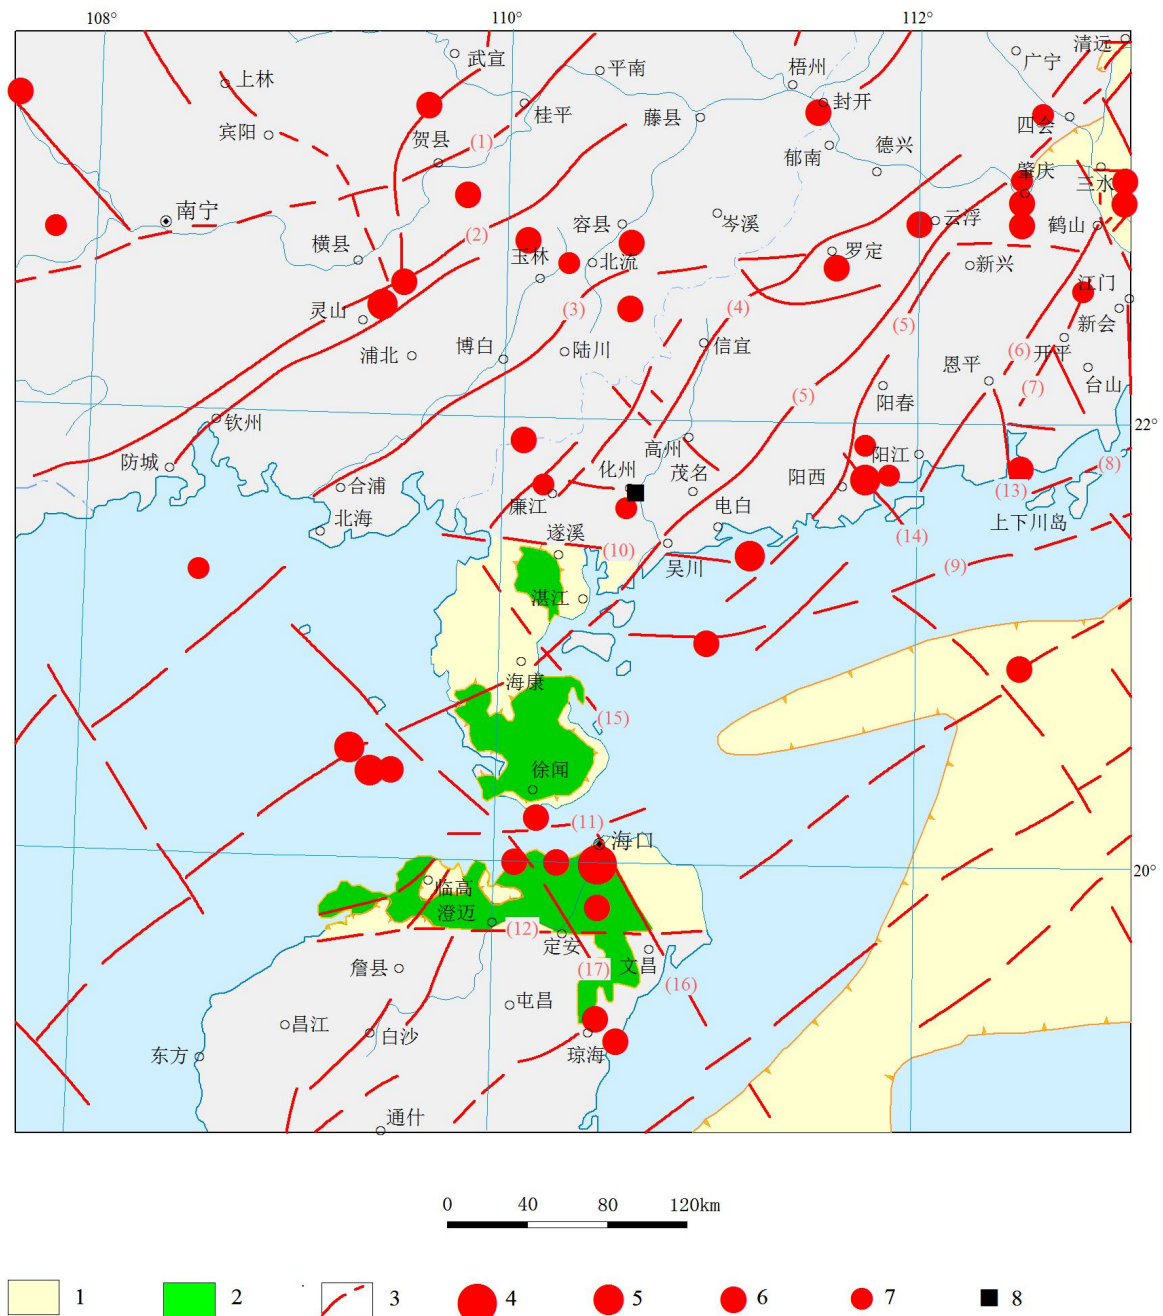 108° 110° 112°
清远
武宣 广宁
平南 梧州
上林
桂平 封开
藤县 四会
宾阳 贺县 (1)
郁南 德兴
肇庆 三水
南宁
容县 岑溪 云浮 鹤山
横县 (2)
玉林 北流 罗定 新兴
江门
灵山 (3) (4) (5) 新会
浦北 博白 陆川 信宜 (6) 开平
恩平 台山
(5) (7)
阳春
钦州 22°
高州
防城 阳江 (8)
化州 茂名 阳西
合浦 (13)
廉江 电白
北海 上下川岛
遂溪 (10) (14)
吴川 (9)
湛江
海康
(15)
徐闻
(11) 海口
20°
临高
澄迈
(12) 定安
詹县 (17) 文昌
(16)
屯昌
昌江 白沙
琼海
东方
通什
0 40 80 120km
1 2 3 4 5 6 7 8